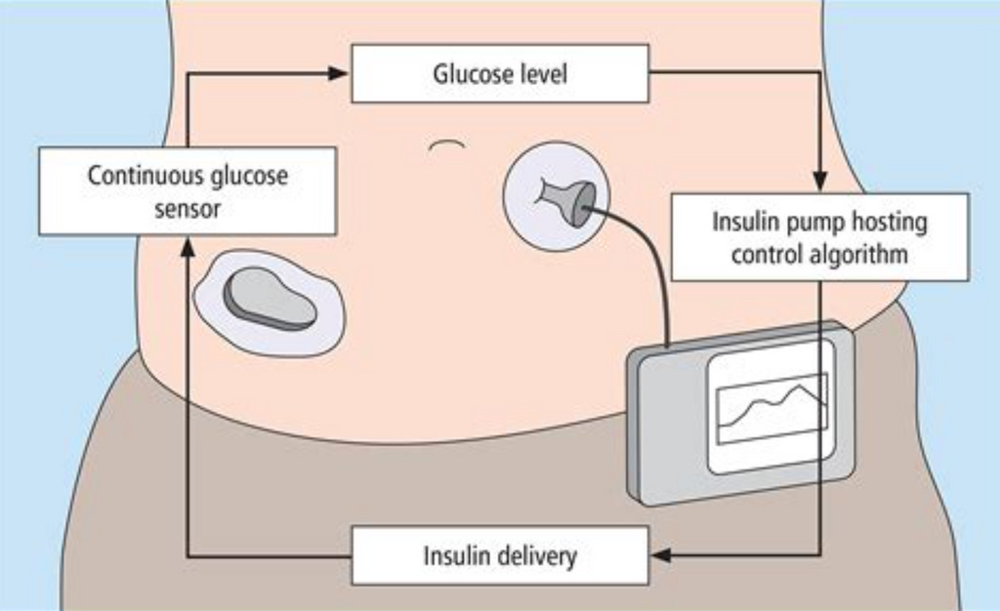 Glucose level
Continuous glucose
sensor
Insulin pump hosting
control algorithm
Insulin delivery